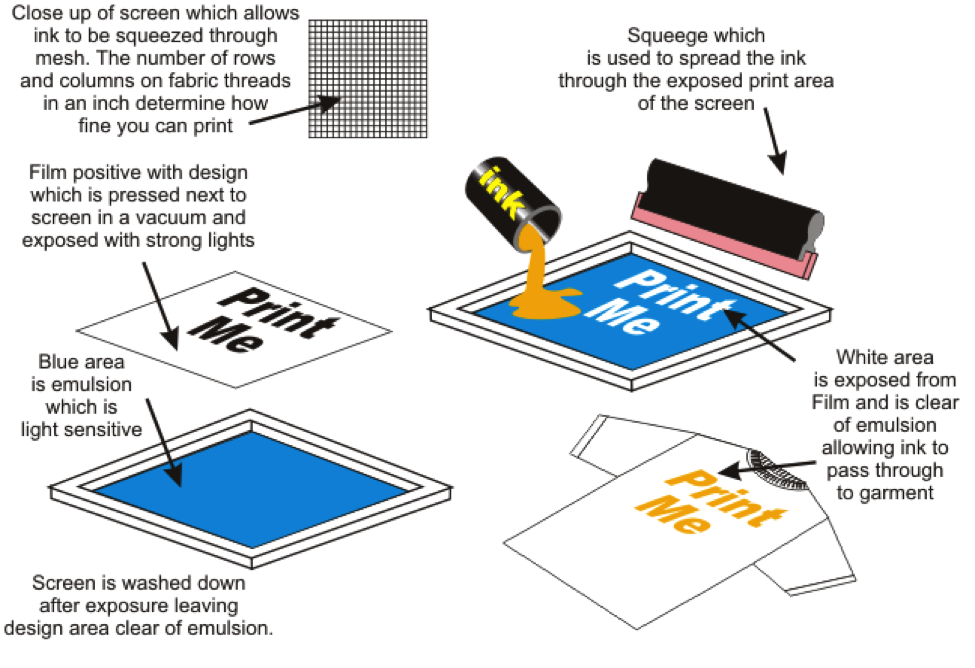 Close up of screen which allows
ink to be squeezed through
mesh. The number of rows
and columns on fabric threads
in an inch determine how
fine you can print
Squeege which
is used to spread the ink
through the exposed print area
of the screen
Film positive with design
which is pressed next to
screen in a vacuum and
exposed with strong lights
ink
Print
Me
Print
Me
Blue area
is emulsion
which is
light sensitive
White area
is exposed from
Film and is clear
of emulsion
allowing ink to
pass through
to garment
Print
Me
Screen is washed down
after exposure leaving
design area clear of emulsion.